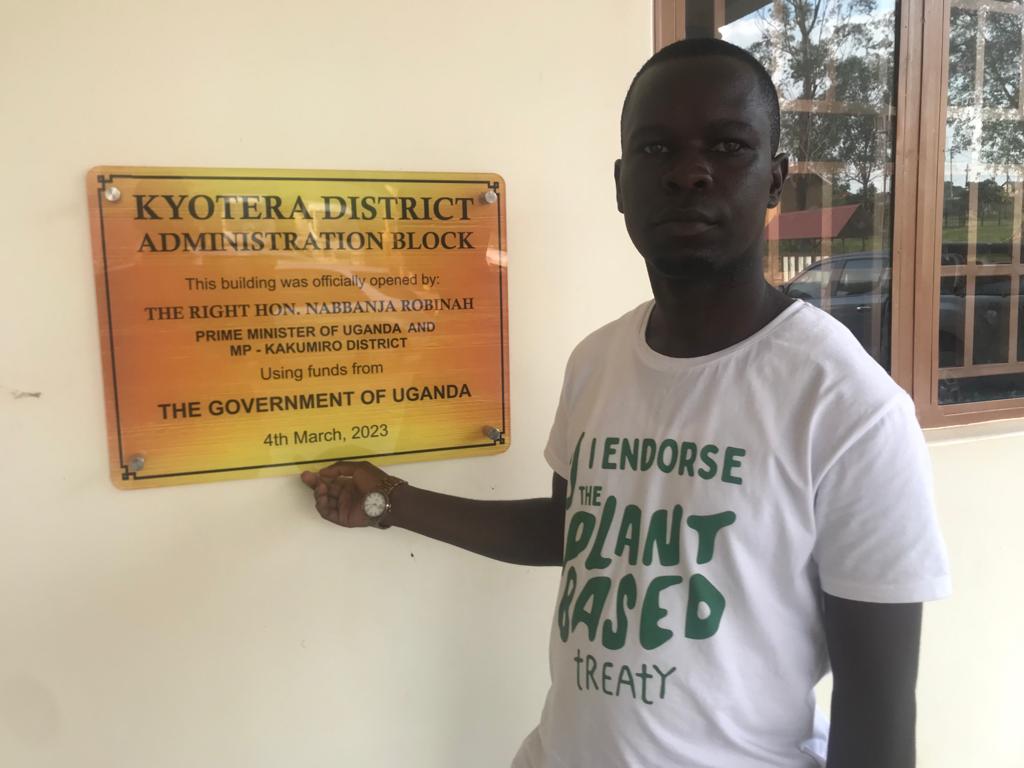 KYOTERA DISTRICT
ADMINISTRATION BLOCK
This building was officially opened by:
THE RIGHT HON. NABBANJA ROBINAH
PRIME MINISTER OF UGANDA AND
MP - KAKUMIRO DISTRICT
Using funds from
THE GOVERNMENT OF UGANDA
4th March, 2023
I ENDORSE
THE
PLANT
BASED
tREAtY